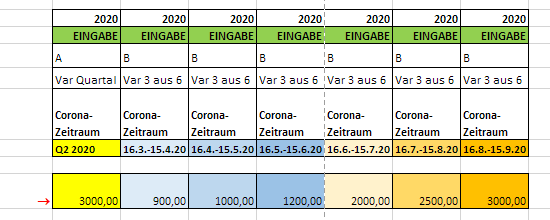 2020 2020 2020 2020 2020 2020 2020
EINGABE EINGABE EINGABE EINGABE EINGABE EINGABE EINGABE
A B B B B B B
Var Quartal Var 3 aus 6 Var 3 aus 6 Var 3 aus 6 Var 3 aus 6 Var 3 aus 6 Var 3 aus 6
Corona- Corona- Corona- Corona- Corona- Corona- Corona-
Zeitraum Zeitraum Zeitraum Zeitraum Zeitraum Zeitraum Zeitraum
Q2 2020 16.3.-15.4.20 16.4.-15.5.20 16.5.-15.6.20 16.6.-15.7.20 16.7.-15.8.20 16.8.-15.9.20
→ 3000,00 900,00 1000,00 1200,00 2000,00 2500,00 3000,00